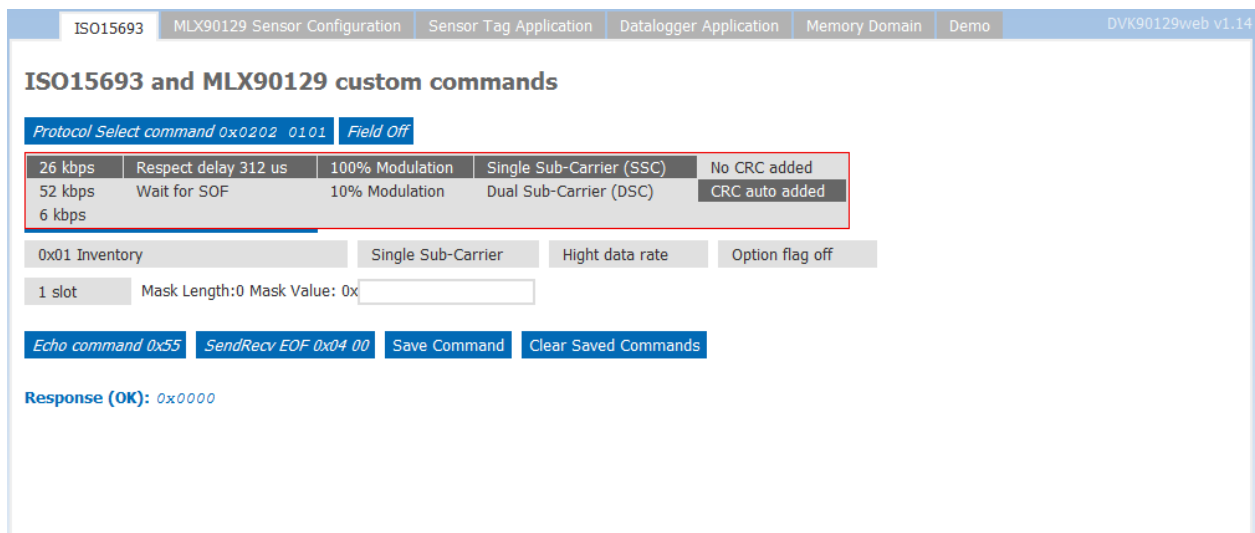 ISO15693 MLX90129 Sensor Configuration Sensor Tag Application Datalogger Application Memory Domain Demo DVK90129web v1.14
ISO15693 and MLX90129 custom commands
Protocol Select command 0x0202 0101 Field Off
26 kbps Respect delay 312 us 100% Modulation Single Sub-Carrier (SSC) No CRC added
52 kbps Wait for SOF 10% Modulation Dual Sub-Carrier (DSC) CRC auto added
6 kbps
0x01 Inventory Single Sub-Carrier Hight data rate Option flag off
1 slot Mask Length:0 Mask Value: 0x
Echo command 0x55 SendRecv EOF 0x04 00 Save Command Clear Saved Commands
Response (OK): 0x0000